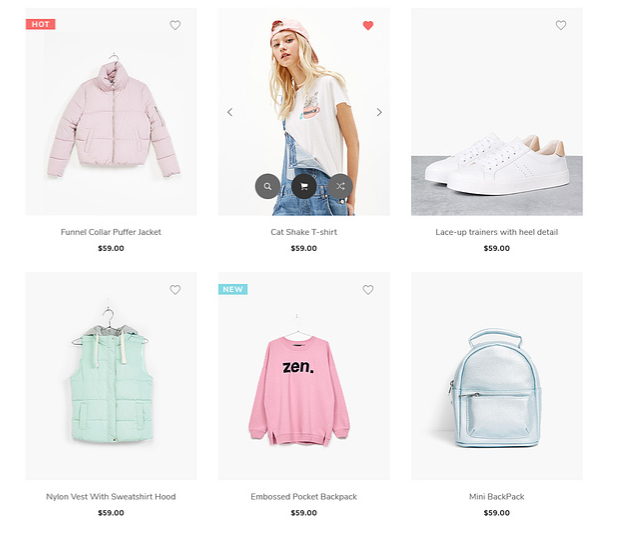 HOT
Funnel Collar Puffer Jacket
$59.00
Cat Shake T-shirt
$59.00
Lace-up trainers with heel detail
$59.00
NEW
zen.
Nylon Vest With Sweatshirt Hood
$59.00
Embossed Pocket Backpack
$59.00
Mini BackPack
$59.00